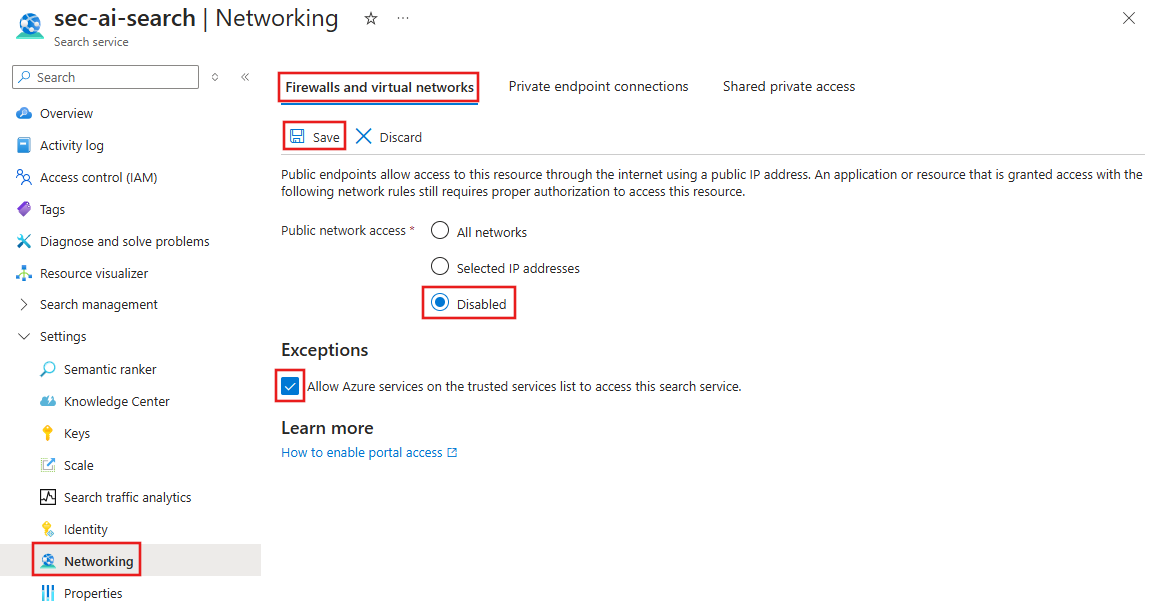 sec-ai-search | Networking
Search service
Search
Overview
Activity log
Access control (IAM)
Tags
Diagnose and solve problems
Resource visualizer
Search management
Settings
Semantic ranker
Knowledge Center
Keys
Scale
Search traffic analytics
Identity
Networking
Properties
Firewalls and virtual networks
Private endpoint connections
Shared private access
Save
Discard
Public endpoints allow access to this resource through the internet using a public IP address. An application or resource that is granted access with the
following network rules still requires proper authorization to access this resource.
Public network access *
All networks
Selected IP addresses
Disabled
Exceptions
Allow Azure services on the trusted services list to access this search service.
Learn more
How to enable portal access